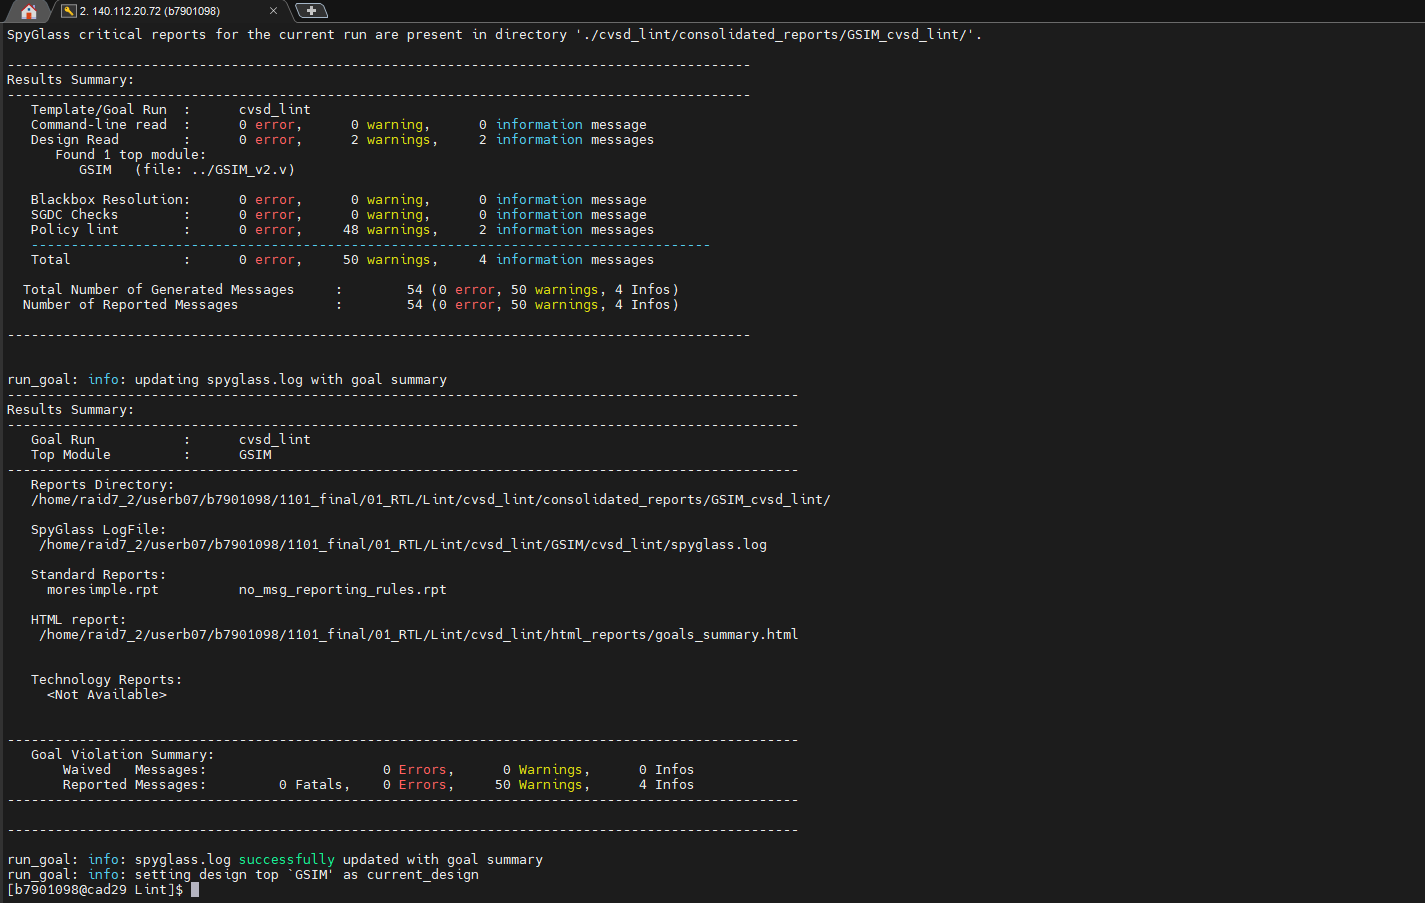 2. 140.112.20.72 (b7901098)
SpyGlass critical reports for the current run are present in directory './cvsd_lint/consolidated_reports/GSIM_cvsd_lint/'.
---------------------------------------------------------------------------------------------
Results Summary:
---------------------------------------------------------------------------------------------
   Template/Goal Run  :      cvsd_lint
   Command-line read  :      0 error,      0 warning,      0 information message
   Design Read        :      0 error,      2 warnings,     2 information messages
      Found 1 top module:
         GSIM   (file: ../GSIM_v2.v)
   Blackbox Resolution:      0 error,      0 warning,      0 information message
   SGDC Checks        :      0 error,      0 warning,      0 information message
   Policy lint        :      0 error,     48 warnings,     2 information messages
   -------------------------------------------------------------------------------------
   Total              :      0 error,     50 warnings,     4 information messages
  Total Number of Generated Messages     :        54 (0 error, 50 warnings, 4 Infos)
  Number of Reported Messages            :        54 (0 error, 50 warnings, 4 Infos)
---------------------------------------------------------------------------------------------
run_goal: info: updating spyglass.log with goal summary
---------------------------------------------------------------------------------------------------
Results Summary:
---------------------------------------------------------------------------------------------------
   Goal Run           :      cvsd_lint
   Top Module         :      GSIM
---------------------------------------------------------------------------------------------------
   Reports Directory:
   /home/raid7_2/userb07/b7901098/1101_final/01_RTL/Lint/cvsd_lint/consolidated_reports/GSIM_cvsd_lint/
   SpyGlass LogFile:
    /home/raid7_2/userb07/b7901098/1101_final/01_RTL/Lint/cvsd_lint/GSIM/cvsd_lint/spyglass.log
   Standard Reports:
     moresimple.rpt          no_msg_reporting_rules.rpt
   HTML report:
    /home/raid7_2/userb07/b7901098/1101_final/01_RTL/Lint/cvsd_lint/html_reports/goals_summary.html
   Technology Reports:
     <Not Available>
---------------------------------------------------------------------------------------------------
   Goal Violation Summary:
       Waived   Messages:                      0 Errors,      0 Warnings,      0 Infos
       Reported Messages:         0 Fatals,    0 Errors,     50 Warnings,      4 Infos
---------------------------------------------------------------------------------------------------
---------------------------------------------------------------------------------------------------
run_goal: info: spyglass.log successfully updated with goal summary
run_goal: info: setting design top `GSIM' as current_design
[b7901098@cad29 Lint]$